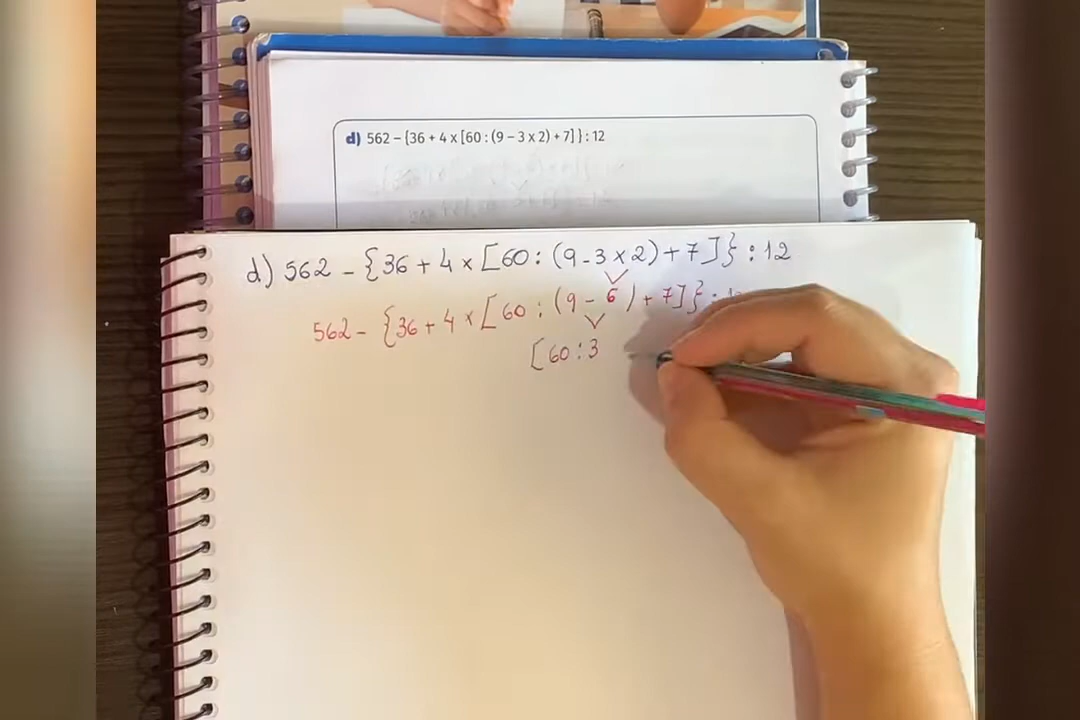 d) 562 – {36 + 4 x [60 : (9 – 3 x 2) + 7] } : 12
d) 562 - {36 + 4 x [60 : (9 - 3 x 2) + 7]} : 12
562 - {36 + 4 x [60 : (9 - 6) + 7]} :
[60 : 3